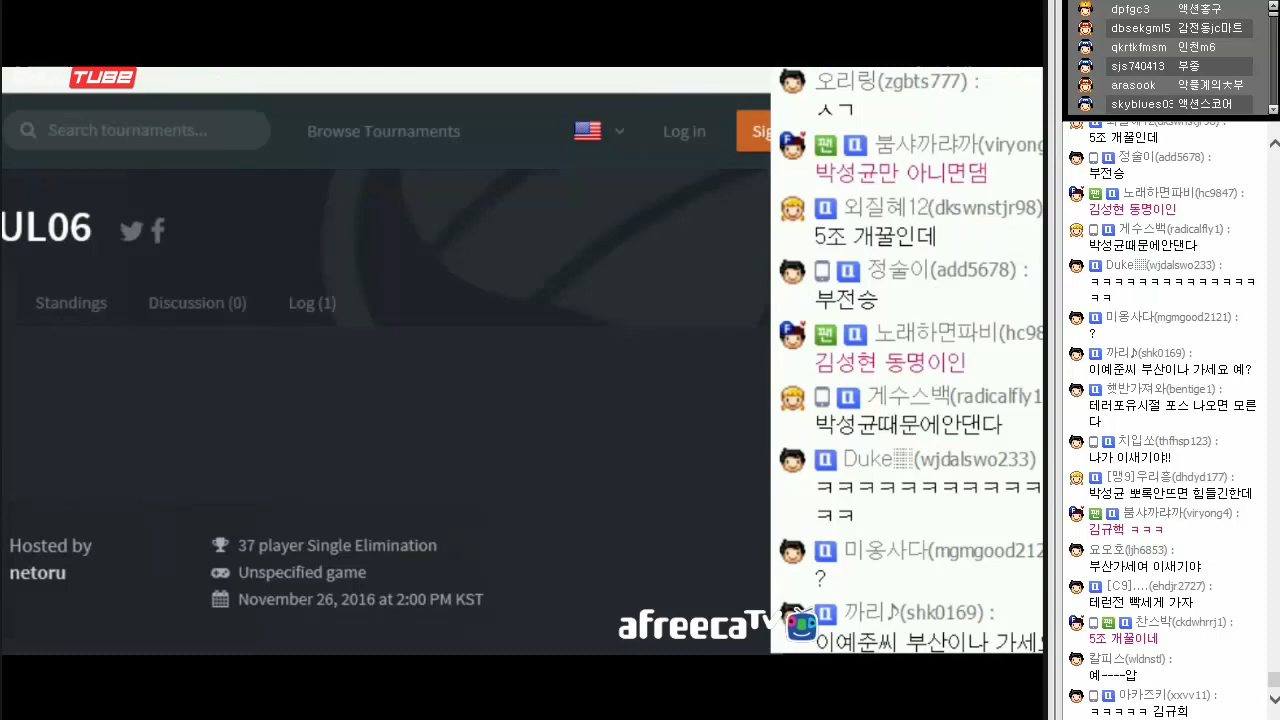 TUBE
Search tournaments...
Browse Tournaments
Log in
Sig
UL06
Standings
Discussion (0)
Log (1)
Hosted by
netoru
37 player Single Elimination
Unspecified game
November 26, 2016 at 2:00 PM KST
afreecaTV
오리링(zgbts777) :
ㅅㄱ
팬 붐샤까랴까(viryong
박성균만 아니면댐
외질혜12(dkswnstjr98)
5조 개꿀인데
정술이(add5678) :
부전승
팬 노래하면파비(hc98
김성현 동명이인
게수스백(radicalfly1
박성균때문에안댄다
Duke(wjdalswo233)
ㅋㅋㅋㅋㅋㅋㅋㅋㅋㅋㅋ
ㅋㅋ
미옹사다(mgmgood212
?
까리♪(shk0169) :
이예준씨 부산이나 가세요
dpfgc3 액션홍구
dbsekgml5 감전동jc마트
qkrtkfmsm 인천m6
sjs740413 부종
arasook 악플계의大부
skyblues03 액션스코어
5조 개꿀인데
정술이(add5678) :
부전승
팬 노래하면파비(hc9847) :
김성현 동명이인
게수스백(radicalfly1) :
박성균때문에안댄다
Duke(wjdalswo233) :
ㅋㅋㅋㅋㅋㅋㅋㅋㅋㅋㅋㅋㅋㅋ
ㅋㅋ
미옹사다(mgmgood2121) :
?
까리♪(shk0169) :
이예준씨 부산이나 가세요 예?
햇반가져와(bentige1) :
테러포유시절 포스 나오면 모른
다
치입쏘(thfhsp123) :
나가 이새기야!!
[맹9]우리흥(dhdyd177) :
박성균 뽀록안뜨면 힘들긴한데
팬 붐샤까랴까(viryong4) :
김규핵 ㅋㅋㅋ
요오호(ljh6853) :
부산가세여 이새기야
[C9]....(ehdjr2727) :
테란전 빡세게 가자
팬 찬스박(ckdwhrrj1) :
5조 개꿀이네
칼피스(wldnstl) :
예----압
아카즈키(xxvv11) :
ㅋㅋㅋㅋㅋ 김규희